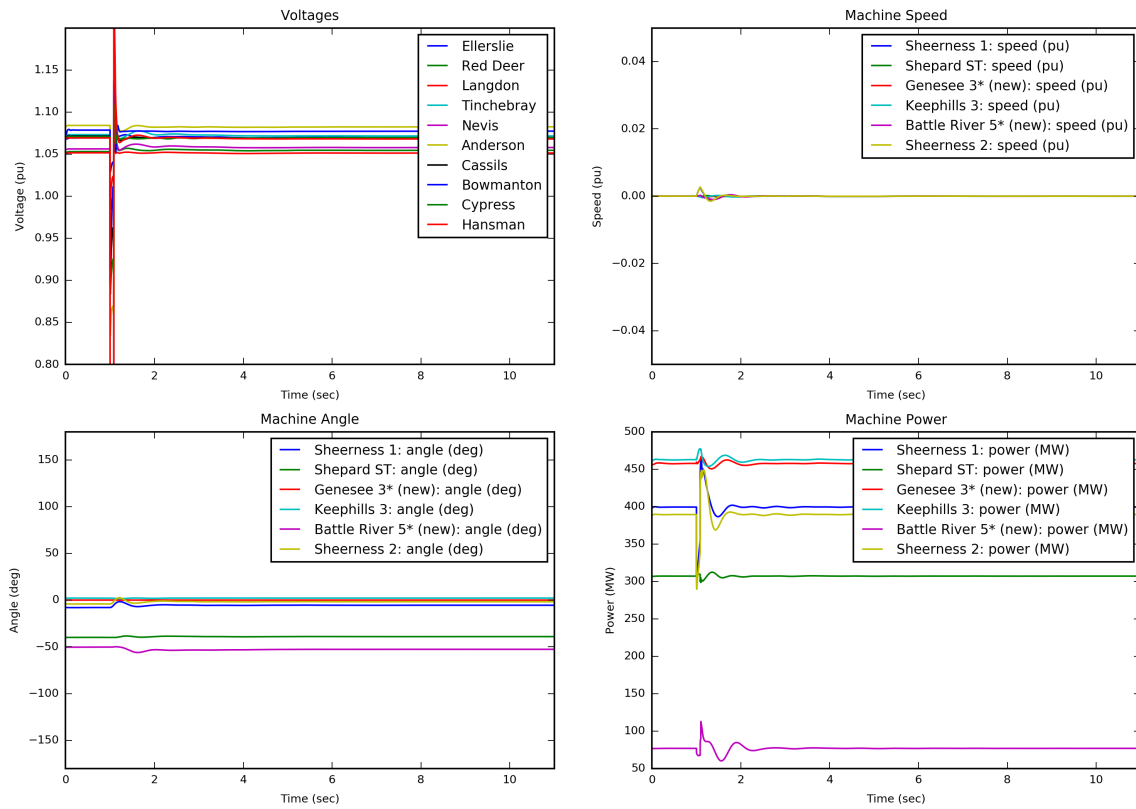 Voltages
1.15
1.10
1.05
1.00
0.95
0.90
0.85
0.80
Voltage (pu)
0 2 4 6 8 10
Time (sec)
Ellerslie
Red Deer
Langdon
Tinchebray
Nevis
Anderson
Cassils
Bowmanton
Cypress
Hansman
Machine Speed
0.04
0.02
0.00
−0.02
−0.04
Speed (pu)
0 2 4 6 8 10
Time (sec)
Sheerness 1: speed (pu)
Shepard ST: speed (pu)
Genesee 3* (new): speed (pu)
Keephills 3: speed (pu)
Battle River 5* (new): speed (pu)
Sheerness 2: speed (pu)
Machine Angle
150
100
50
0
−50
−100
−150
Angle (deg)
0 2 4 6 8 10
Time (sec)
Sheerness 1: angle (deg)
Shepard ST: angle (deg)
Genesee 3* (new): angle (deg)
Keephills 3: angle (deg)
Battle River 5* (new): angle (deg)
Sheerness 2: angle (deg)
Machine Power
500
450
400
350
300
250
200
150
100
50
Power (MW)
0 2 4 6 8 10
Time (sec)
Sheerness 1: power (MW)
Shepard ST: power (MW)
Genesee 3* (new): power (MW)
Keephills 3: power (MW)
Battle River 5* (new): power (MW)
Sheerness 2: power (MW)